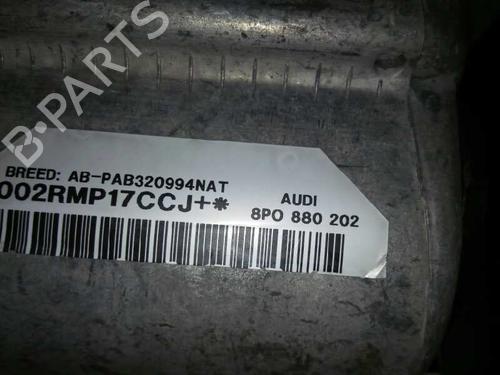 B-PARTS
BREED: AB-PAB320994NAT
002RMP17CCJ+*
AUDI
8P0 880 202